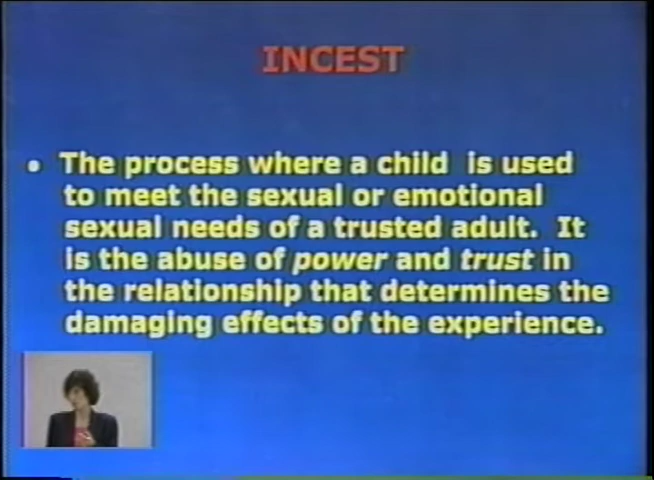 INCEST
• The process where a child is used
to meet the sexual or emotional
sexual needs of a trusted adult. It
is the abuse of power and trust in
the relationship that determines the
damaging effects of the experience.